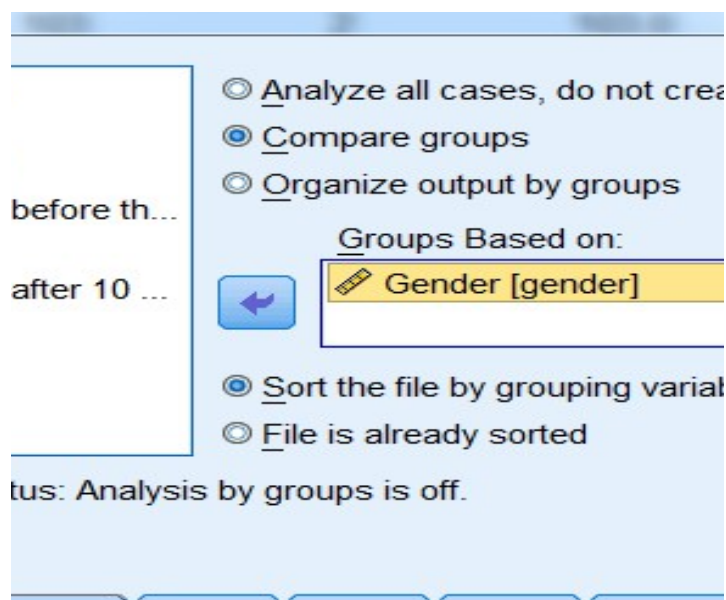 Analyze all cases, do not crea
Compare groups
Organize output by groups
before th...
Groups Based on:
after 10 ...
Gender [gender]
Sort the file by grouping variab
File is already sorted
tus: Analysis by groups is off.